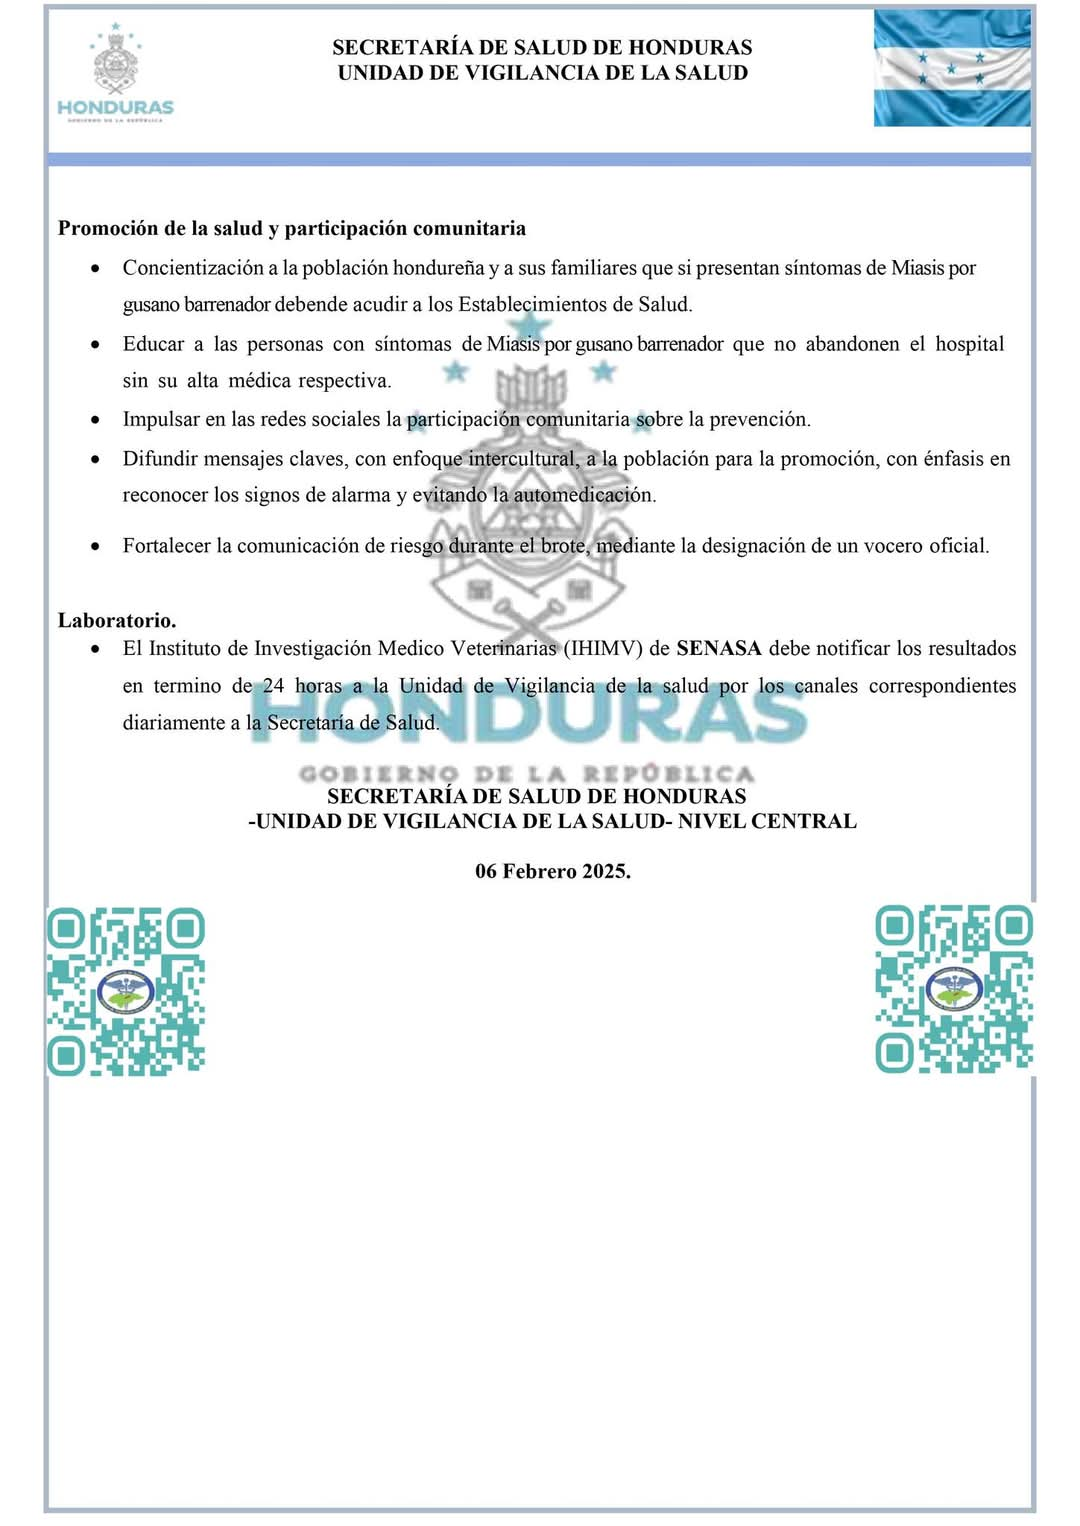 SECRETARÍA DE SALUD DE HONDURAS
UNIDAD DE VIGILANCIA DE LA SALUD
HONDURAS
GOBIERNO DE LA REPÚBLICA
Promoción de la salud y participación comunitaria
• Concientización a la población hondureña y a sus familiares que si presentan síntomas de Miasis por
gusano barrenador debende acudir a los Establecimientos de Salud.
• Educar a las personas con síntomas de Miasis por gusano barrenador que no abandonen el hospital
sin su alta médica respectiva.
• Impulsar en las redes sociales la participación comunitaria sobre la prevención.
• Difundir mensajes claves, con enfoque intercultural, a la población para la promoción, con énfasis en
reconocer los signos de alarma y evitando la automedicación.
• Fortalecer la comunicación de riesgo durante el brote, mediante la designación de un vocero oficial.
Laboratorio.
• El Instituto de Investigación Medico Veterinarias (IHIMV) de SENASA debe notificar los resultados
en termino de 24 horas a la Unidad de Vigilancia de la salud por los canales correspondientes
diariamente a la Secretaría de Salud.
HONDURAS
GOBIERNO DE LA REPÚBLICA
SECRETARÍA DE SALUD DE HONDURAS
-UNIDAD DE VIGILANCIA DE LA SALUD- NIVEL CENTRAL
06 Febrero 2025.